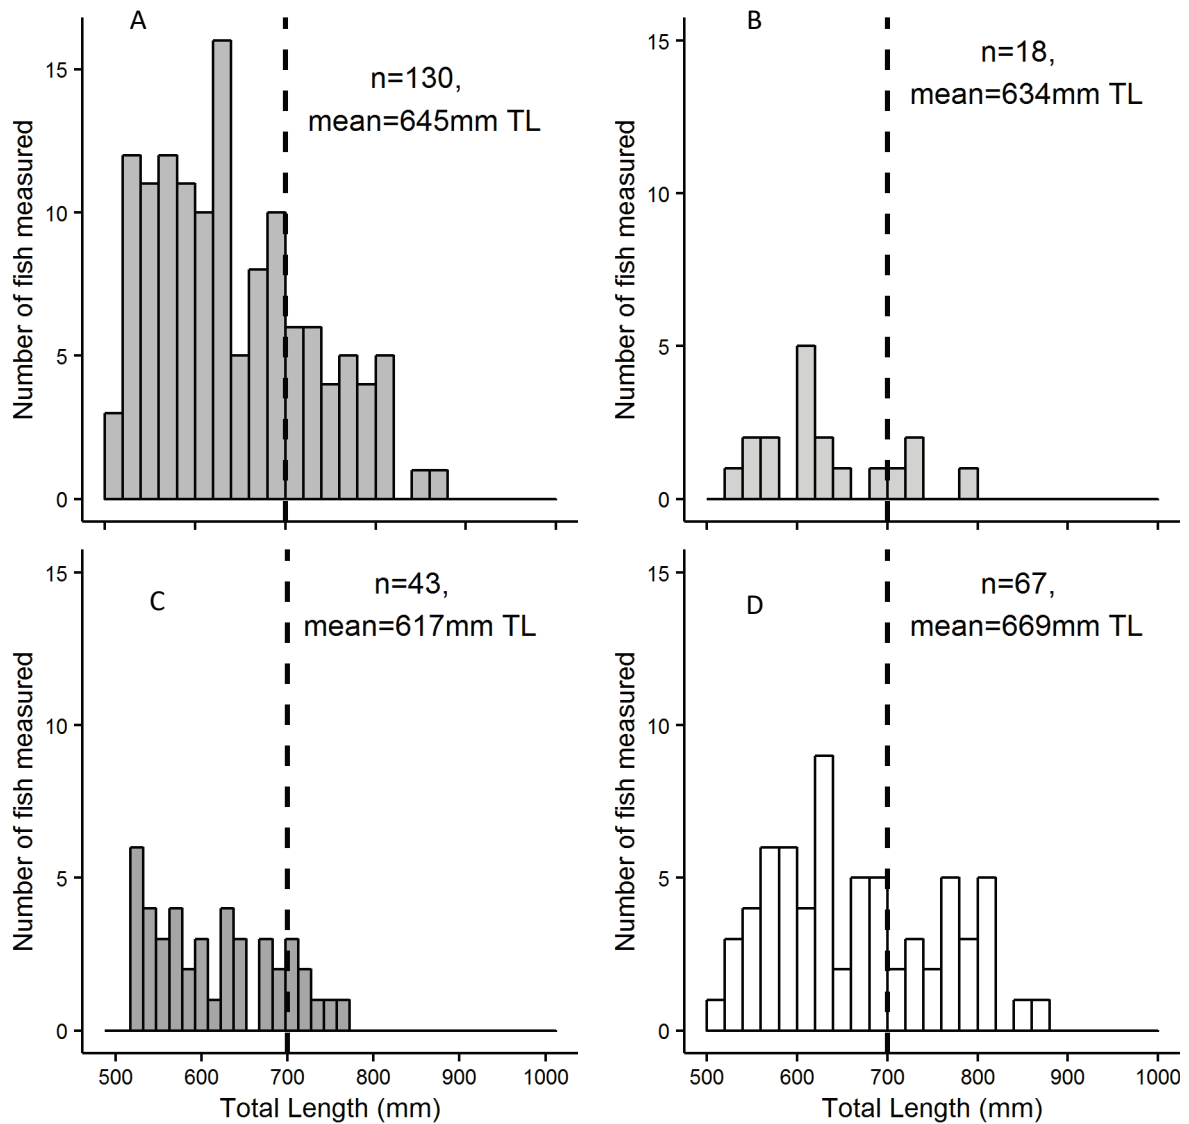 A
n=130,
mean=645mm TL
Number of fish measured
15
10
5
0
B
n=18,
mean=634mm TL
Number of fish measured
15
10
5
0
C
n=43,
mean=617mm TL
Number of fish measured
15
10
5
0
500 600 700 800 900 1000
Total Length (mm)
D
n=67,
mean=669mm TL
Number of fish measured
15
10
5
0
500 600 700 800 900 1000
Total Length (mm)